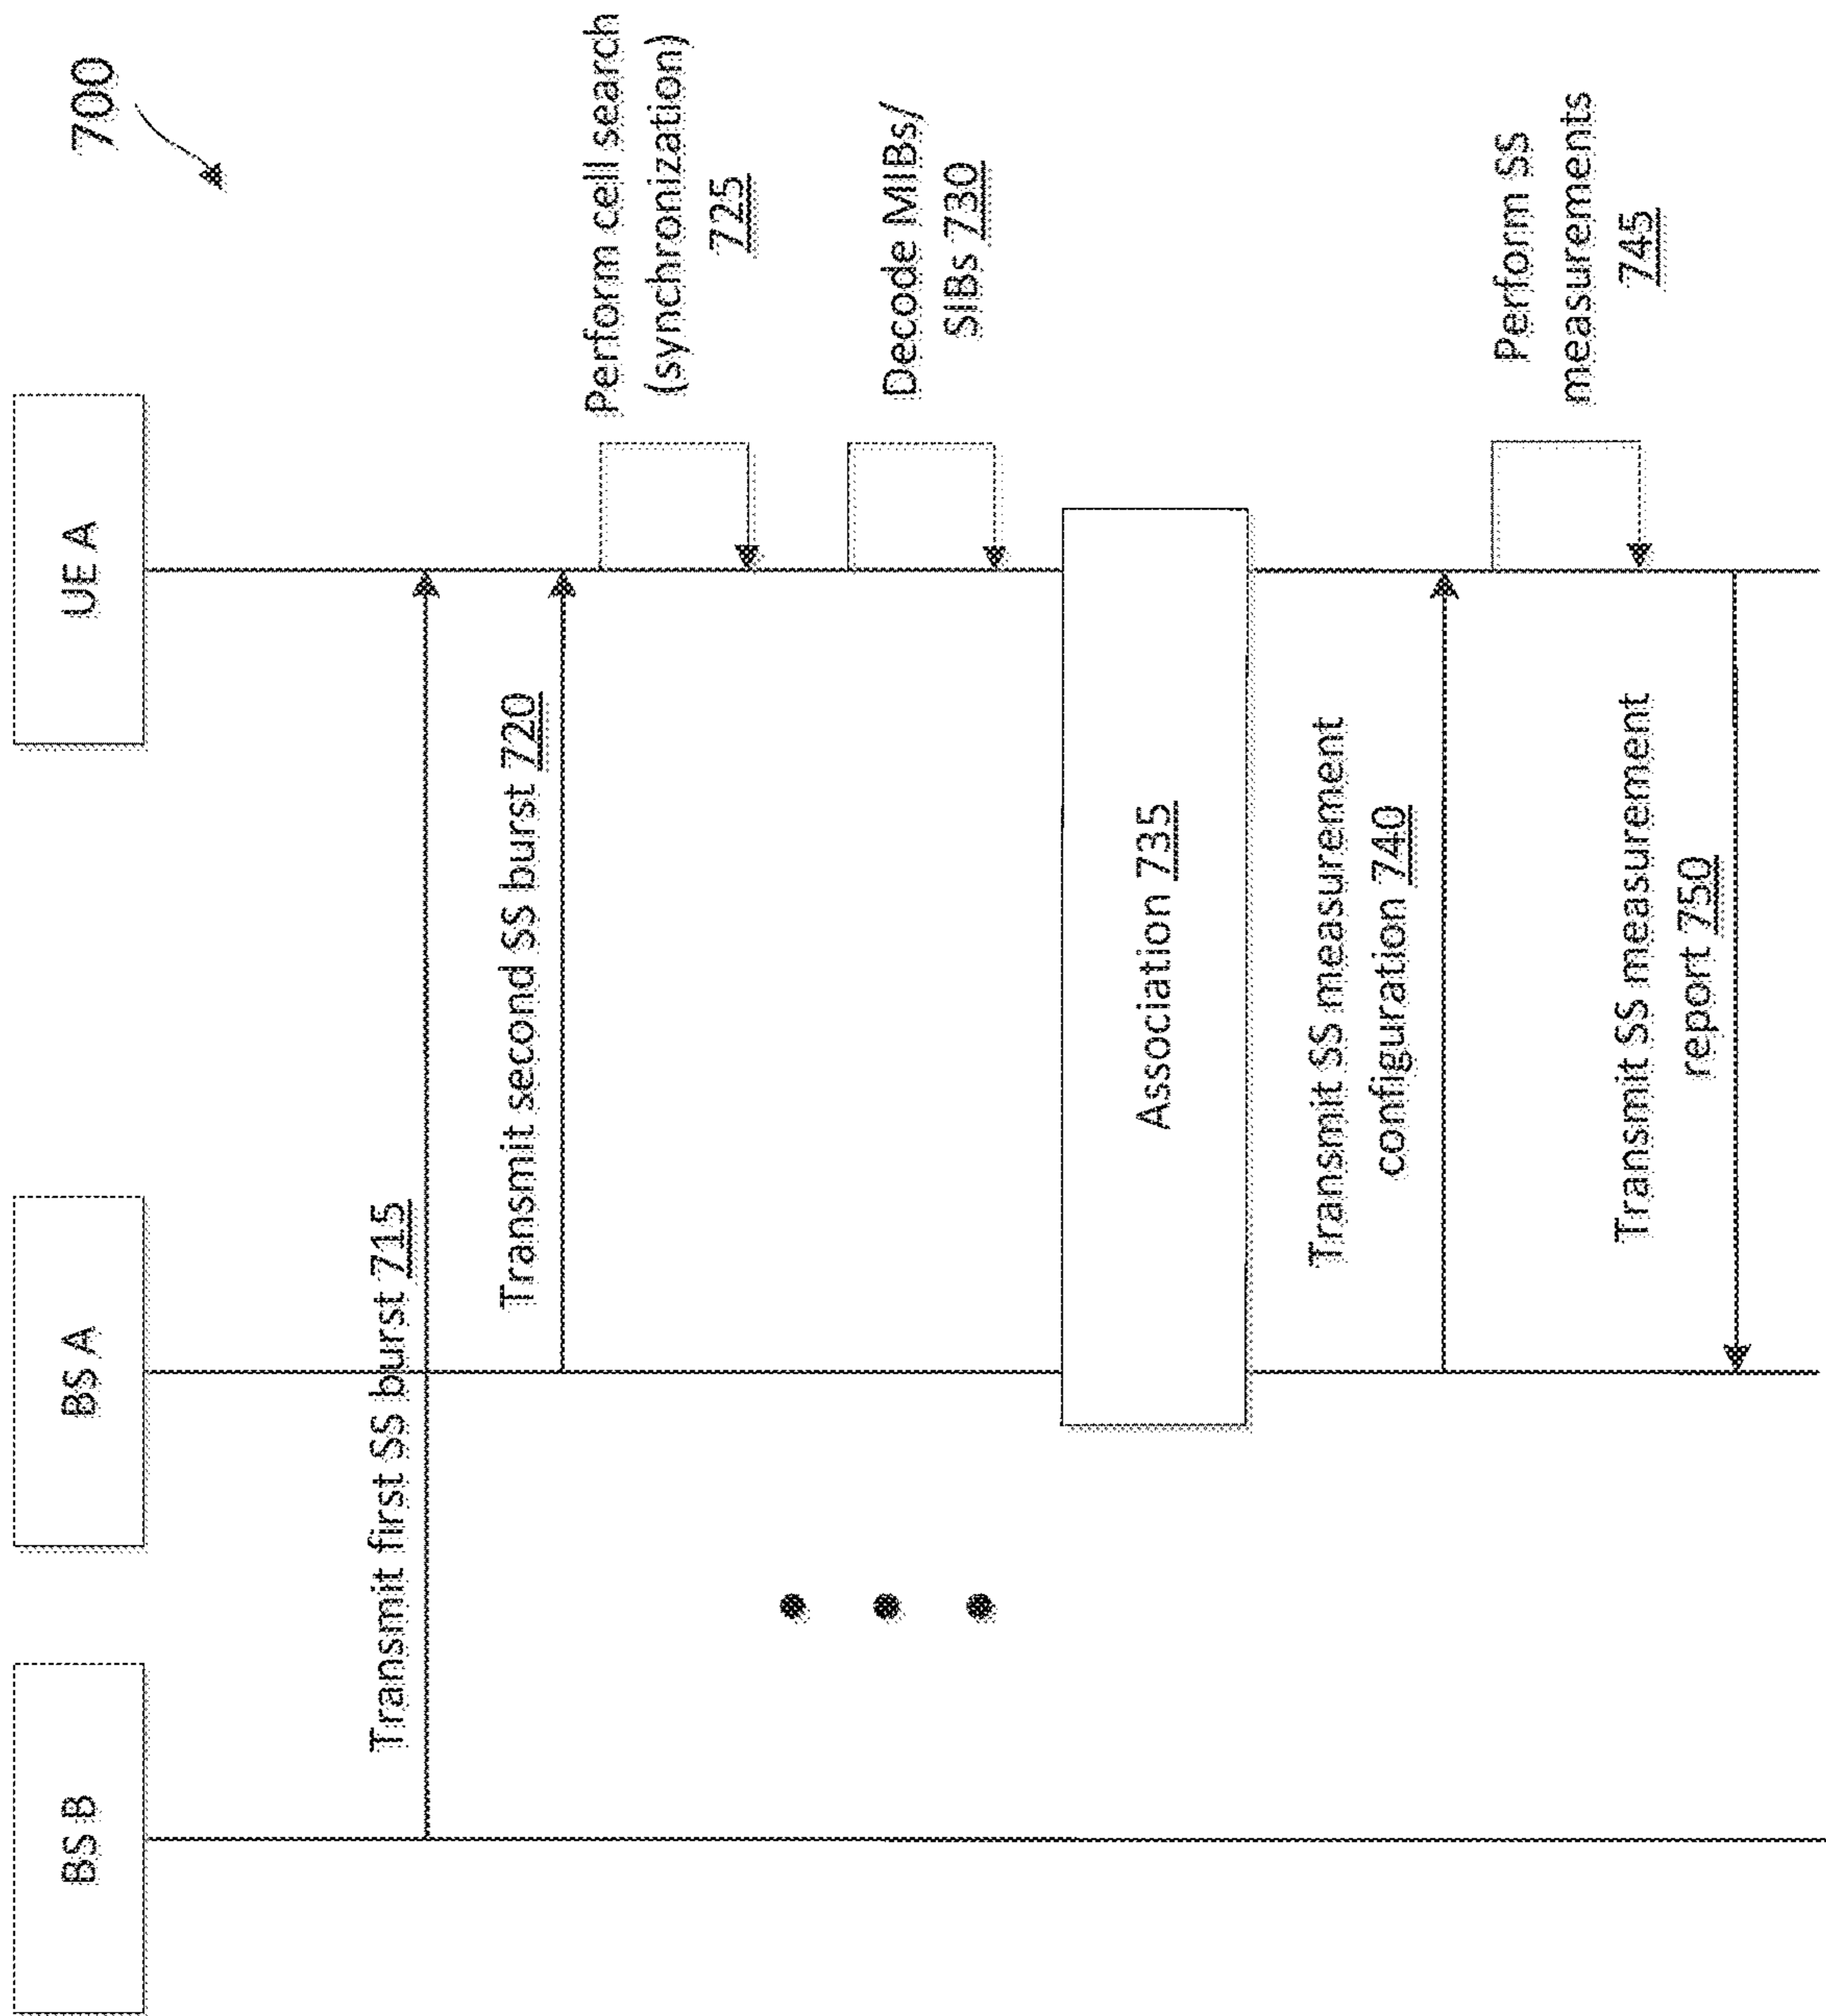 700
BS B
BS A
UE A
Transmit first SS burst 715
Transmit second SS burst 720
Perform cell search
(synchronization)
725
Decode MIBs/
SIBs 730
Association 735
Transmit SS measurement
configuration 740
Perform SS
measurements
745
Transmit SS measurement
report 750